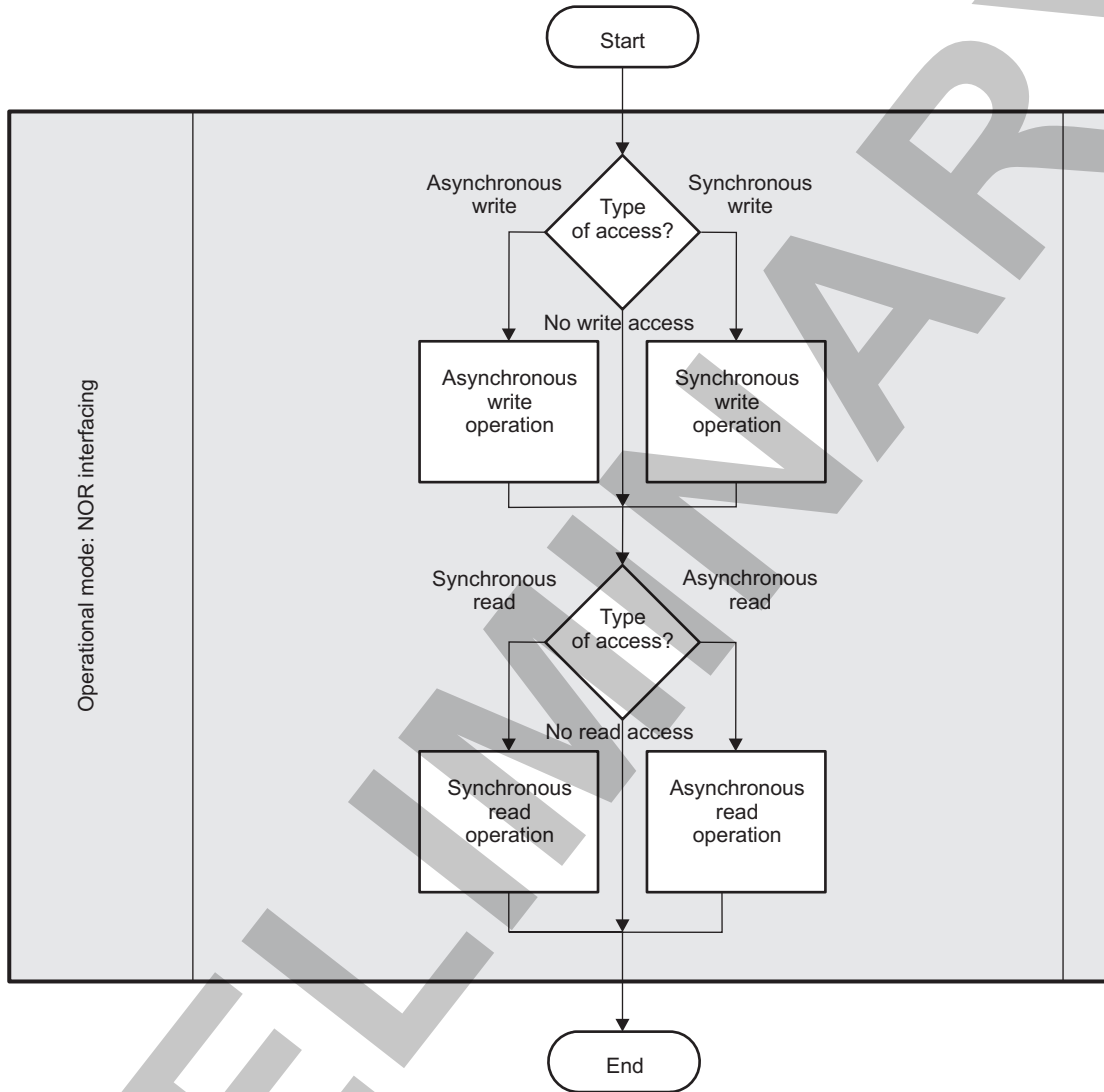 Start
Asynchronous
write
Synchronous
write
Type
of access?
No write access
Asynchronous
write
operation
Synchronous
write
operation
Operational mode: NOR interfacing
Synchronous
read
Asynchronous
read
Type
of access?
No read access
Synchronous
read
operation
Asynchronous
read
operation
End
ELIMINARY